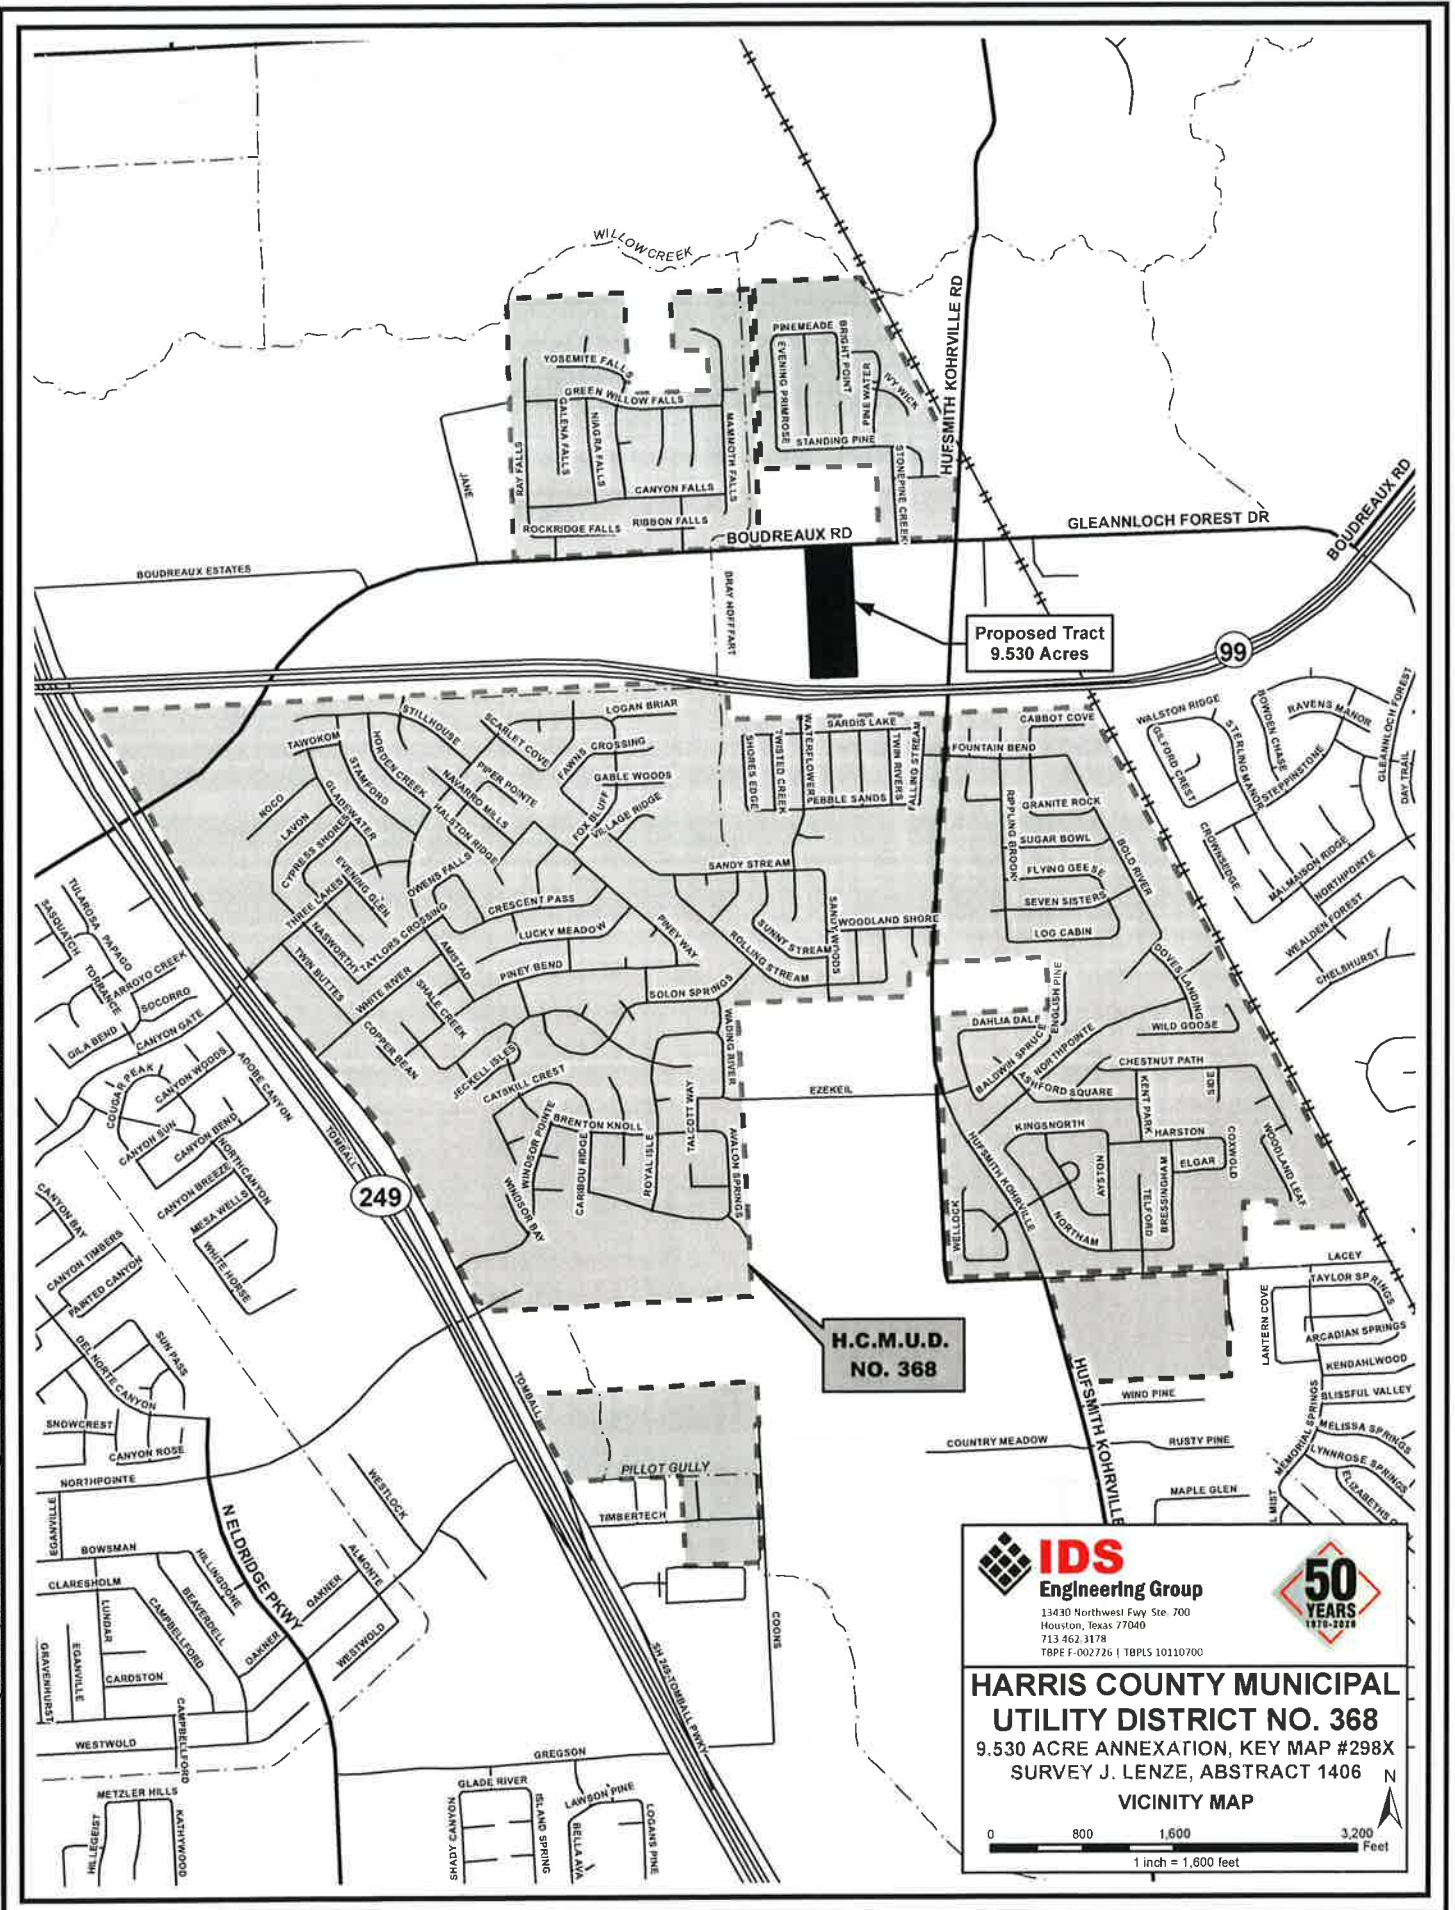 WILLOWCREEK
HUFSMITH KOHRVILLE RD
PINEMEADE
BRIGHT POINT
EVENING PRIMROSE
PINE WATER
IVY WICK
STANDING PINE
STONEPINE CREEK
YOSEMITE FALLS
GREEN WILLOW FALLS
GALENA FALLS
NIAGRA FALLS
MAMMOTH FALLS
RAY FALLS
CANYON FALLS
ROCKRIDGE FALLS
RIBBON FALLS
JANE
BOUDREAUX RD
GLEANNLOCH FOREST DR
BOUDREAUX RD
BOUDREAUX ESTATES
BRAY HOFFFART
Proposed Tract
9.530 Acres
99
STILLHOUSE
SCARLET COVE
LOGAN BRIAR
TAWOKOM
HORDEN CREEK
FAWNS CROSSING
STAMFORD
NAVARRO MILLS
PIPER POINTE
GABLE WOODS
NOCO
GLADEWATER
HALSTON RIDGE
FOX BLUFF
VILLAGE RIDGE
LAVON
CYPRESS SHORES
EVENING GLEN
OWENS FALLS
THREE LAKES
NASWORTHY
TAYLORS CROSSING
CRESCENT PASS
LUCKY MEADOW
TWIN BUTTES
AMISTAD
PINEY WAY
PINEY BEND
WHITE RIVER
SHALE CREEK
SOLON SPRINGS
COPPER BEAN
JECKELL ISLES
CATSKILL CREST
WADING RIVER
WINDSOR POINTE
BRENTON KNOLL
TALCOTT WAY
CARIBOU RIDGE
ROYAL ISLE
AVALON SPRINGS
WINDSOR BAY
SARDIS LAKE
SHORES EDGE
TWISTED CREEK
WATERFLOWER
TWIN RIVERS
FALLING STREAM
PEBBLE SANDS
SANDY STREAM
SANDY WOODS
WOODLAND SHORE
SUNNY STREAM
ROLLING STREAM
CABBOT COVE
FOUNTAIN BEND
RIPPLING BROOK
GRANITE ROCK
SUGAR BOWL
BOLD RIVER
FLYING GEESE
SEVEN SISTERS
LOG CABIN
DOVES LANDING
ENGLISH PINE
DAHLIA DALE
BALDWIN SPRUCE
NORTHPOINTE
WILD GOOSE
CHESTNUT PATH
ASHFORD SQUARE
KENT PARK
EZEKEIL
KINGSNORTH
HARSTON
HUFSMITH KOHRVILLE
AYSTON
ELGAR
COXWOLD
WOODLAND LEAF
BRESSINGHAM
TELFORD
NORTHAM
WELLOCK
WALSTON RIDGE
GILFORD CREST
STERLING MANOR
BOWDEN CHASE
RAVENS MANOR
STEPPINSTONE
GLEANNLOCH FOREST
DAY TRAIL
CROWNSEDGE
MALMAISON RIDGE
NORTHPOINTE
WEALDEN FOREST
CHELSHURST
TULAROSA
SASQUATCH
PAPAGO
TORRANCE
ARROYO CREEK
SOCORRO
GILA BEND
CANYON GATE
COUGAR PEAK
CANYON WOODS
ADOBE CANYON
CANYON SUN
CANYON BEND
NORTHCANYON
CANYON BREEZE
MESA WELLS
WHITE HORSE
CANYON BAY
CANYON TIMBERS
PAINTED CANYON
TOMBALL
249
DEL NORTE CANYON
SUN PASS
SNOWCREST
CANYON ROSE
NORTHPOINTE
EGANVILLE
BOWSMAN
CLARESHOLM
HILLINGDONE
BEAVERDELL
CAMPBELLFORD
LUNDAR
N ELDRIDGE PKWY
WESTLOCK
ALMONTE
OAKNER
OAKNER
WESTWOLD
GRAVENHURST
EGANVILLE
CARDSTON
CAMPBELLFORD
WESTWOLD
METZLER HILLS
HILLEGEIST
KATHYWOOD
H.C.M.U.D.
NO. 368
TOMBALL
PILLOT GULLY
TIMBERTECH
COONS
SH 249-TOMBALL PWKY
GREGSON
GLADE RIVER
SHADY CANYON
ISLAND SPRING
LAWSON PINE
BELLA AVA
LOGANS PINE
LACEY
TAYLOR SPRINGS
LANTERN COVE
ARCADIAN SPRINGS
KENDAHLWOOD
BLISSFUL VALLEY
HUFSMITH KOHRVILLE
WIND PINE
MEMORIAL SPRINGS
MELISSA SPRINGS
LYNNROSE SPRINGS
COUNTRY MEADOW
RUSTY PINE
MAPLE GLEN
IDS
Engineering Group
13430 Northwest Fwy Ste. 700
Houston, Texas 77040
713.462.3178
TBPE F-002726 | TBPLS 10110700
50
YEARS
HARRIS COUNTY MUNICIPAL
UTILITY DISTRICT NO. 368
9.530 ACRE ANNEXATION, KEY MAP #298X
SURVEY J. LENZE, ABSTRACT 1406
VICINITY MAP
N
0 800 1,600 3,200
Feet
1 inch = 1,600 feet